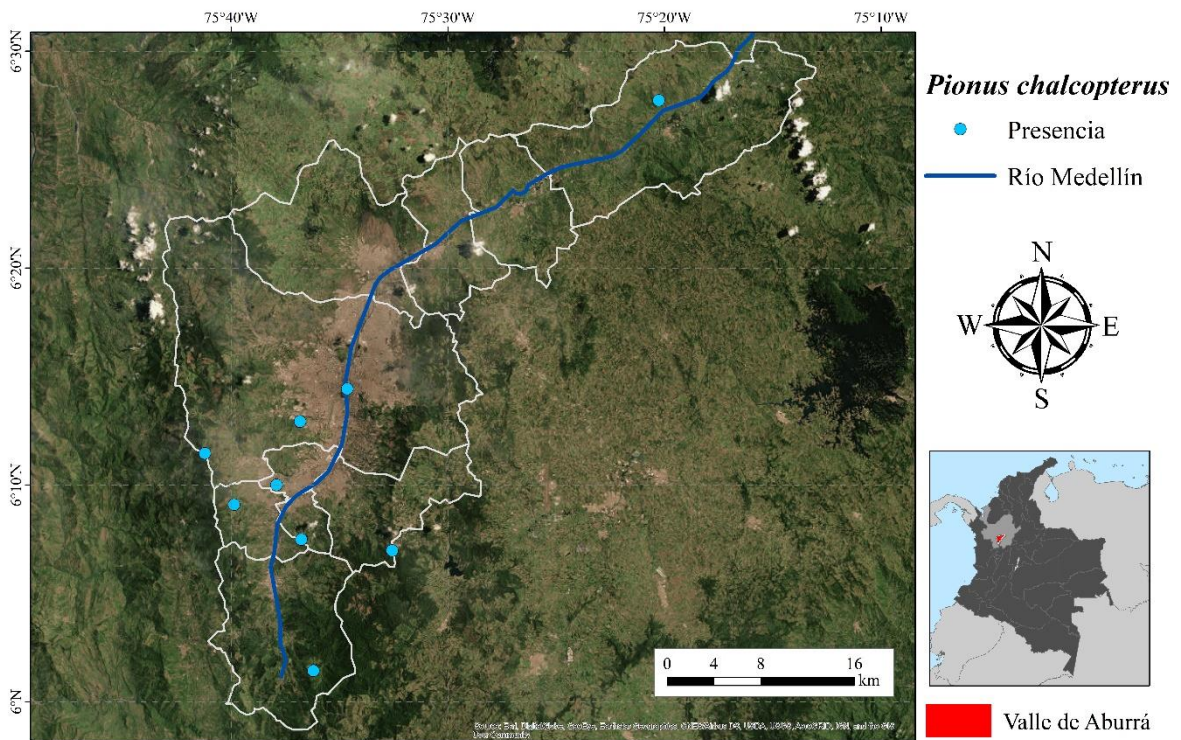 75°40'W 75°30'W 75°20'W 75°10'W
6°30'N
6°20'N
6°10'N
6°N
Pionus chalcopterus
Presencia
Río Medellín
N
W E
S
0 4 8 16
km
Valle de Aburrá